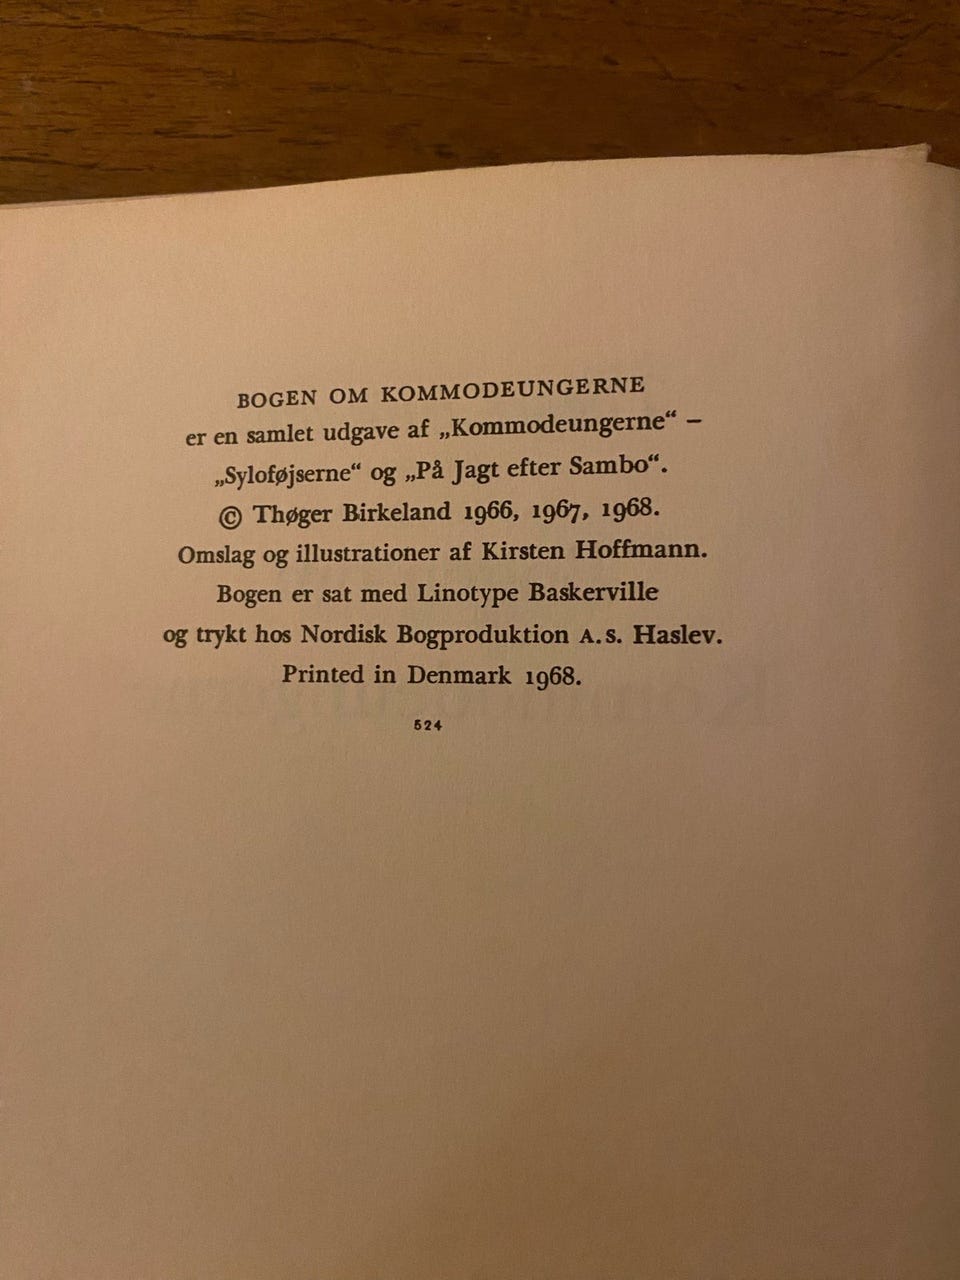 BOGEN OM KOMMODEUNGERNE
er en samlet udgave af „Kommodeungerne“ –
„Syloføjserne“ og „På Jagt efter Sambo“.
© Thøger Birkeland 1966, 1967, 1968.
Omslag og illustrationer af Kirsten Hoffmann.
Bogen er sat med Linotype Baskerville
og trykt hos Nordisk Bogproduktion A.S. Haslev.
Printed in Denmark 1968.
524